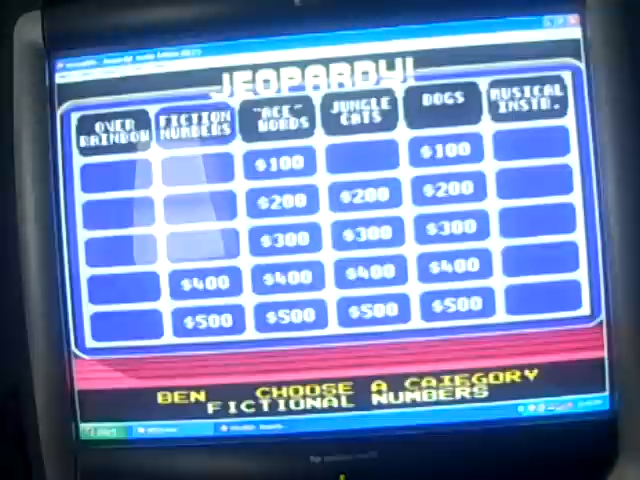 JEOPARDY!
OVER RAINBOW
FICTION NUMBERS
"ACE" WORDS
JUNGLE CATS
DOGS
MUSICAL INSTR.
$100 $100
$200 $200 $200
$300 $300 $300
$400 $400 $400 $400
$500 $500 $500 $500
BEN CHOOSE A CATEGORY
FICTIONAL NUMBERS